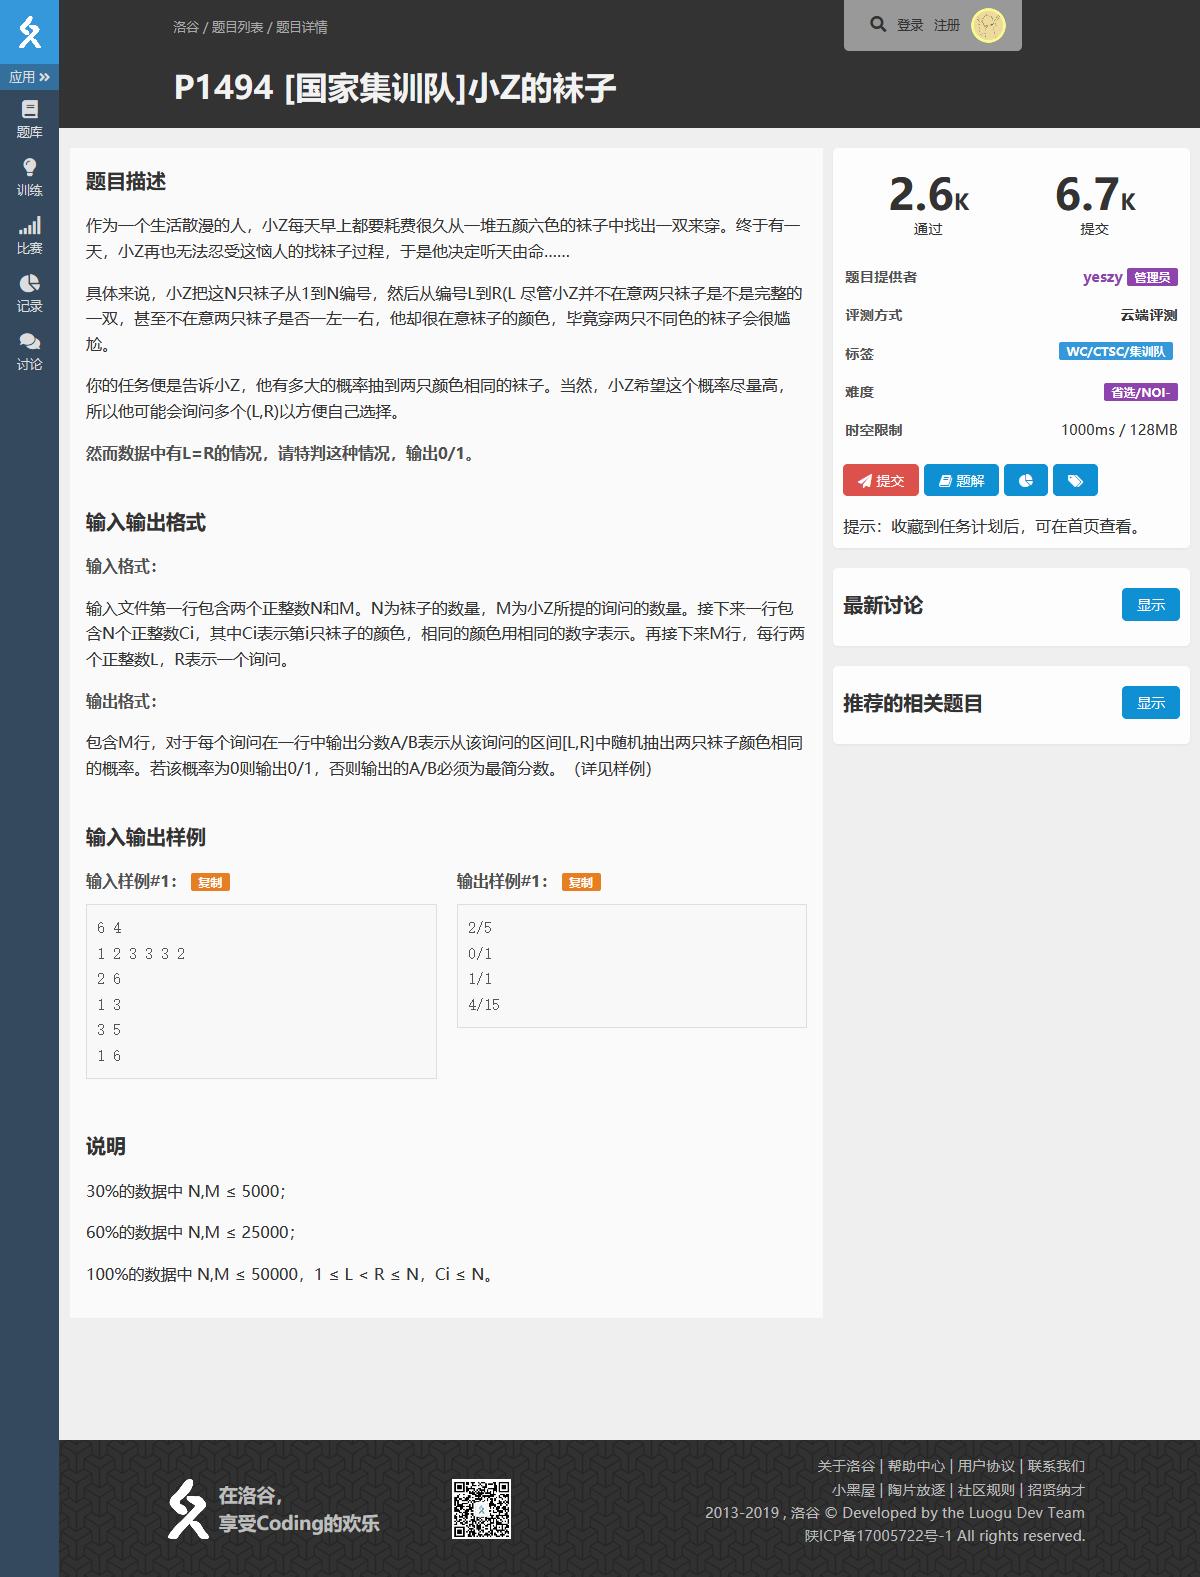 洛谷 / 题目列表 / 题目详情
登录 注册
P1494 [国家集训队]小Z的袜子
应用
题库
训练
比赛
记录
讨论
题目描述
作为一个生活散漫的人，小Z每天早上都要耗费很久从一堆五颜六色的袜子中找出一双来穿。终于有一
天，小Z再也无法忍受这恼人的找袜子过程，于是他决定听天由命……
具体来说，小Z把这N只袜子从1到N编号，然后从编号L到R(L 尽管小Z并不在意两只袜子是不是完整的
一双，甚至不在意两只袜子是否一左一右，他却很在意袜子的颜色，毕竟穿两只不同色的袜子会很尴
尬。
你的任务便是告诉小Z，他有多大的概率抽到两只颜色相同的袜子。当然，小Z希望这个概率尽量高，
所以他可能会询问多个(L,R)以方便自己选择。
然而数据中有L=R的情况，请特判这种情况，输出0/1。
输入输出格式
输入格式：
输入文件第一行包含两个正整数N和M。N为袜子的数量，M为小Z所提的询问的数量。接下来一行包
含N个正整数Ci，其中Ci表示第i只袜子的颜色，相同的颜色用相同的数字表示。再接下来M行，每行两
个正整数L，R表示一个询问。
输出格式：
包含M行，对于每个询问在一行中输出分数A/B表示从该询问的区间[L,R]中随机抽出两只袜子颜色相同
的概率。若该概率为0则输出0/1，否则输出的A/B必须为最简分数。（详见样例）
输入输出样例
输入样例#1： 复制
6 4
1 2 3 3 3 2
2 6
1 3
3 5
1 6
输出样例#1： 复制
2/5
0/1
1/1
4/15
说明
30%的数据中 N,M ≤ 5000；
60%的数据中 N,M ≤ 25000；
100%的数据中 N,M ≤ 50000，1 ≤ L < R ≤ N，Ci ≤ N。
2.6K 6.7K
通过 提交
题目提供者 yeszy 管理员
评测方式 云端评测
标签 WC/CTSC/集训队
难度 省选/NOI-
时空限制 1000ms / 128MB
提交 题解
提示：收藏到任务计划后，可在首页查看。
最新讨论 显示
推荐的相关题目 显示
在洛谷，
享受Coding的欢乐
关于洛谷 | 帮助中心 | 用户协议 | 联系我们
小黑屋 | 陶片放逐 | 社区规则 | 招贤纳才
2013-2019 , 洛谷 © Developed by the Luogu Dev Team
陕ICP备17005722号-1 All rights reserved.